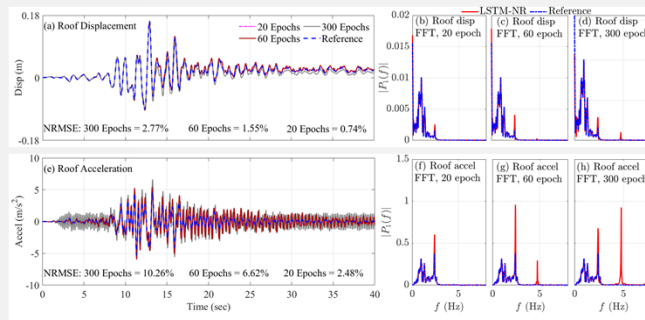 LSTM-NR Reference
0.18
(a) Roof Displacement
20 Epochs 300 Epochs
60 Epochs Reference
Disp (m)
0
NRMSE: 300 Epochs = 2.77% 60 Epochs = 1.55% 20 Epochs = 0.74%
-0.18
0.02
0.015
0.01
0.005
0
|P₁(f)|
(b) Roof disp
FFT, 20 epoch
(c) Roof disp
FFT, 60 epoch
(d) Roof disp
FFT, 300 epoch
10
5
0
-5
-10
Accel (m/s²)
(e) Roof Acceleration
NRMSE: 300 Epochs = 10.26% 60 Epochs = 6.62% 20 Epochs = 2.48%
0 5 10 15 20 25 30 35 40
Time (sec)
1.5
1
0.5
0
|P₁(f)|
(f) Roof accel
FFT, 20 epoch
(g) Roof accel
FFT, 60 epoch
(h) Roof accel
FFT, 300 epoch
0 5 0 5 0 5
f (Hz) f (Hz) f (Hz)